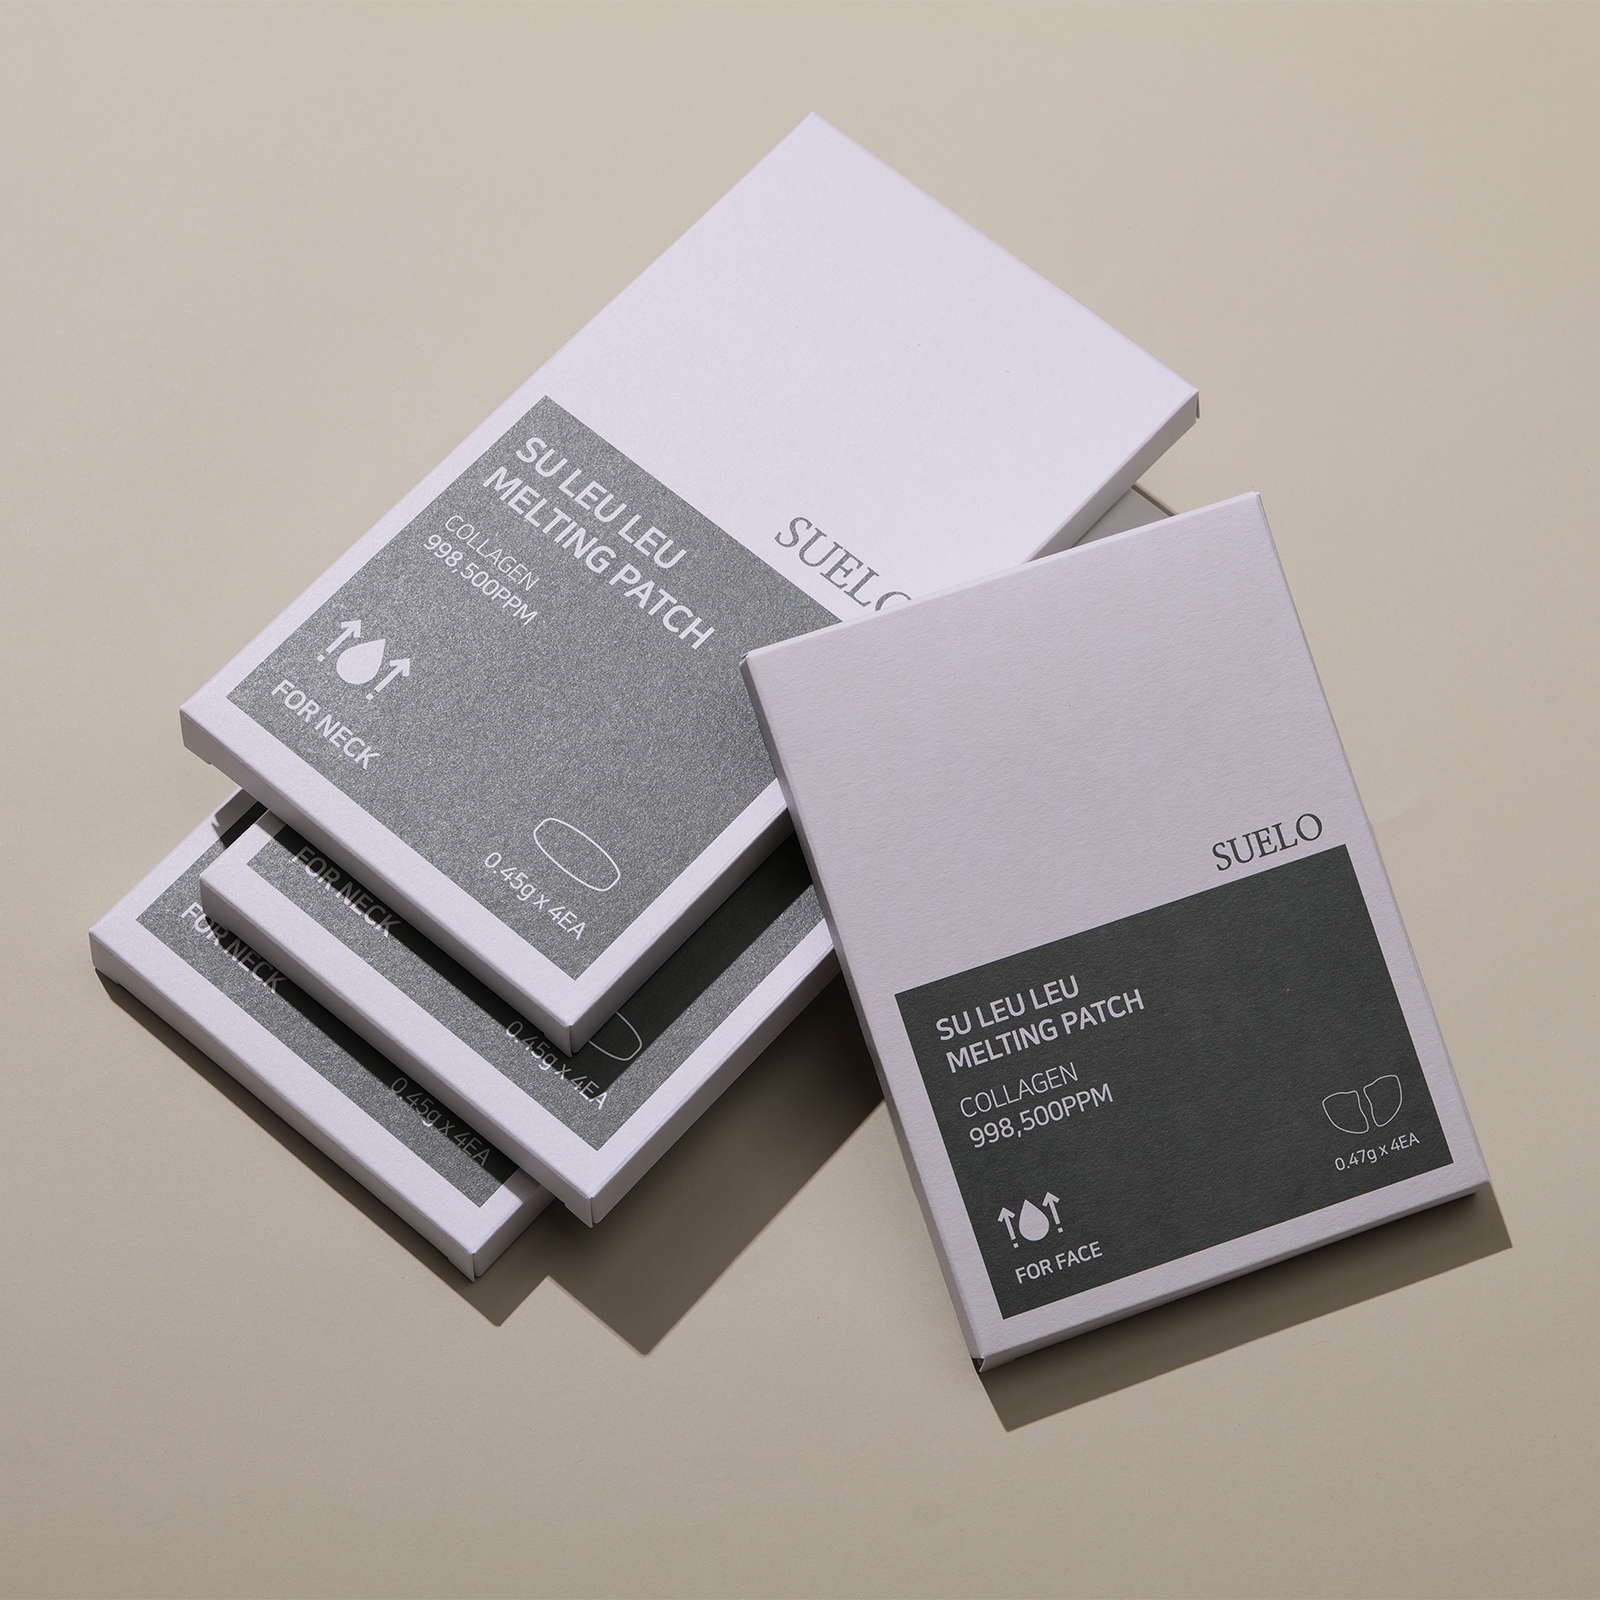 SUELO
SU LEU LEU
MELTING PATCH
COLLAGEN
998,500PPM
FOR NECK
0.45g x 4EA
FOR NECK
0.45g x 4EA
FOR NECK
0.45g x 4EA
SUELO
SU LEU LEU
MELTING PATCH
COLLAGEN
998,500PPM
FOR FACE
0.47g x 4EA